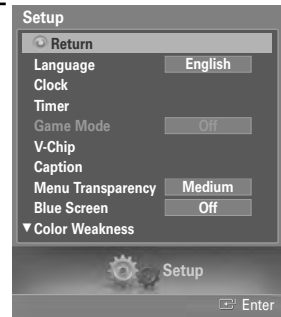 Setup
Return
Language English
Clock
Timer
Game Mode Off
V-Chip
Caption
Menu Transparency Medium
Blue Screen Off
▼Color Weakness
Setup
Enter